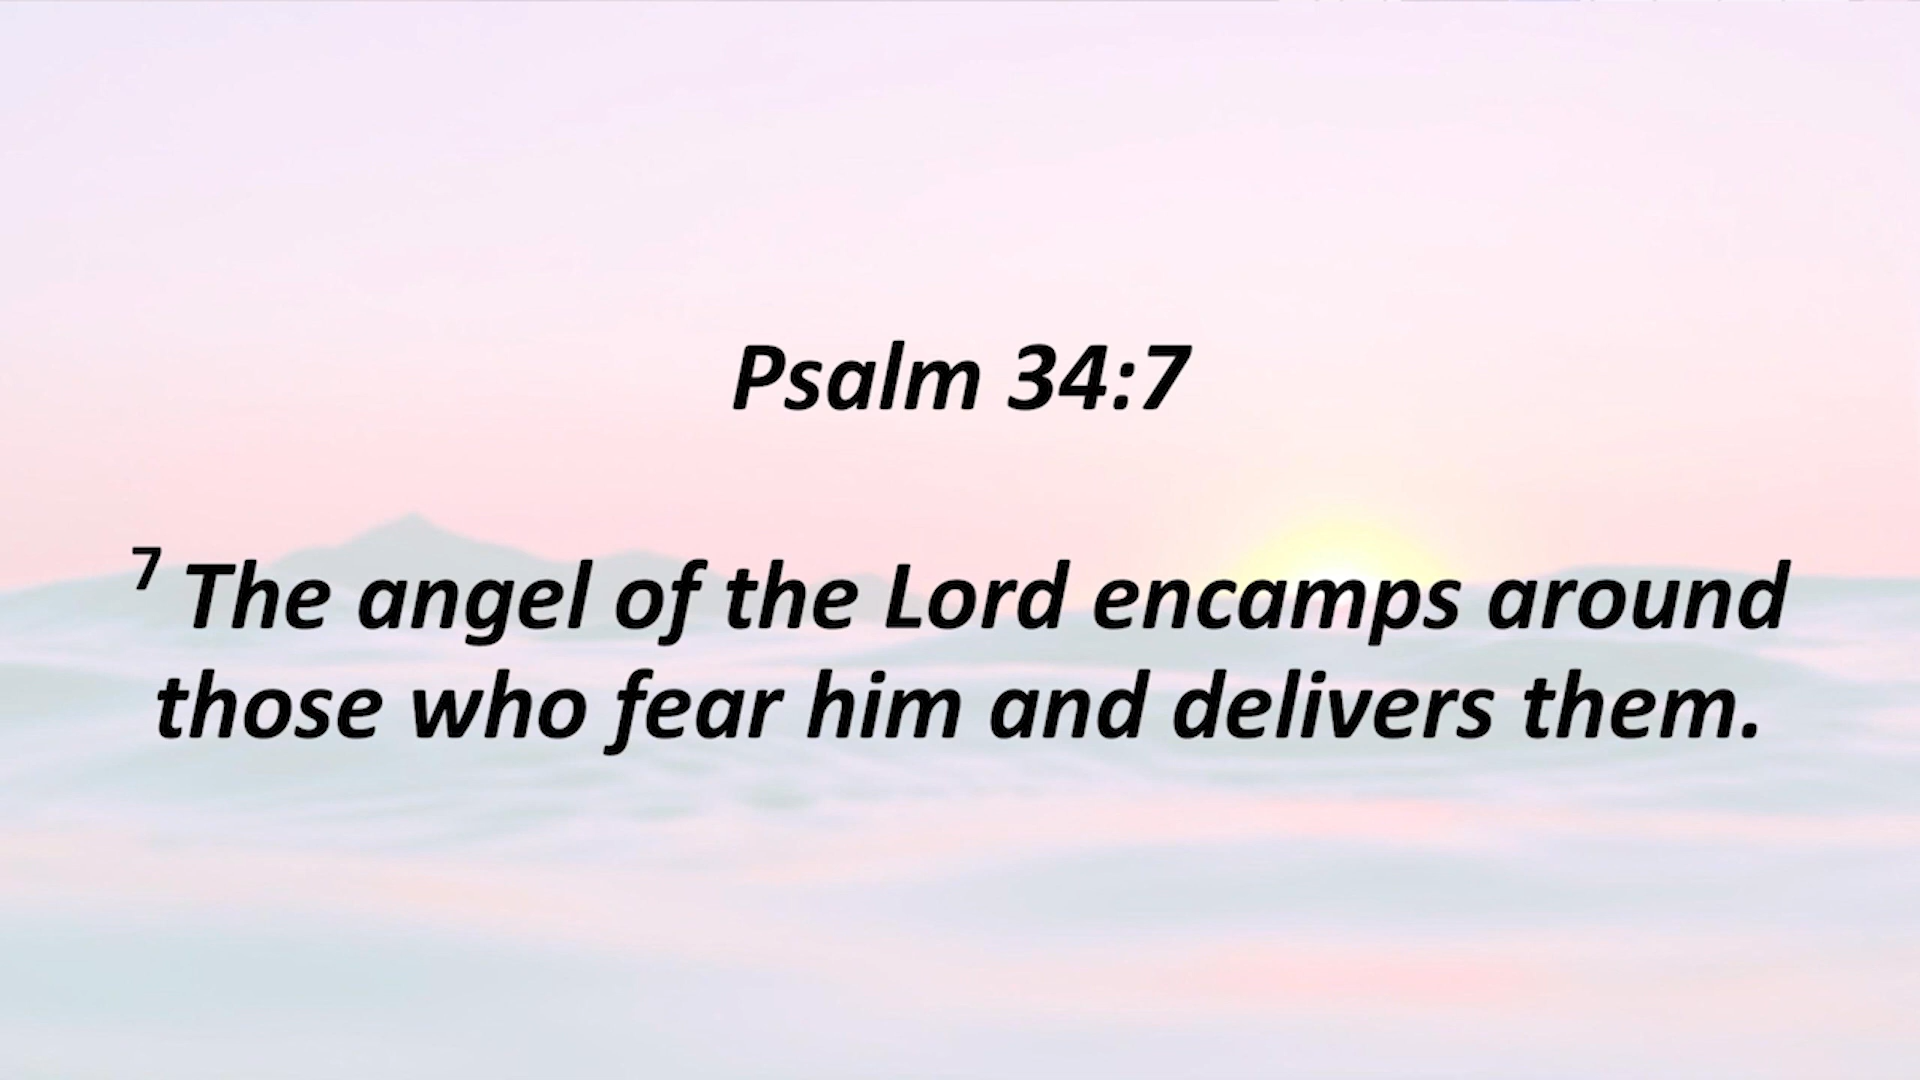 Psalm 34:7
7 The angel of the Lord encamps around
those who fear him and delivers them.